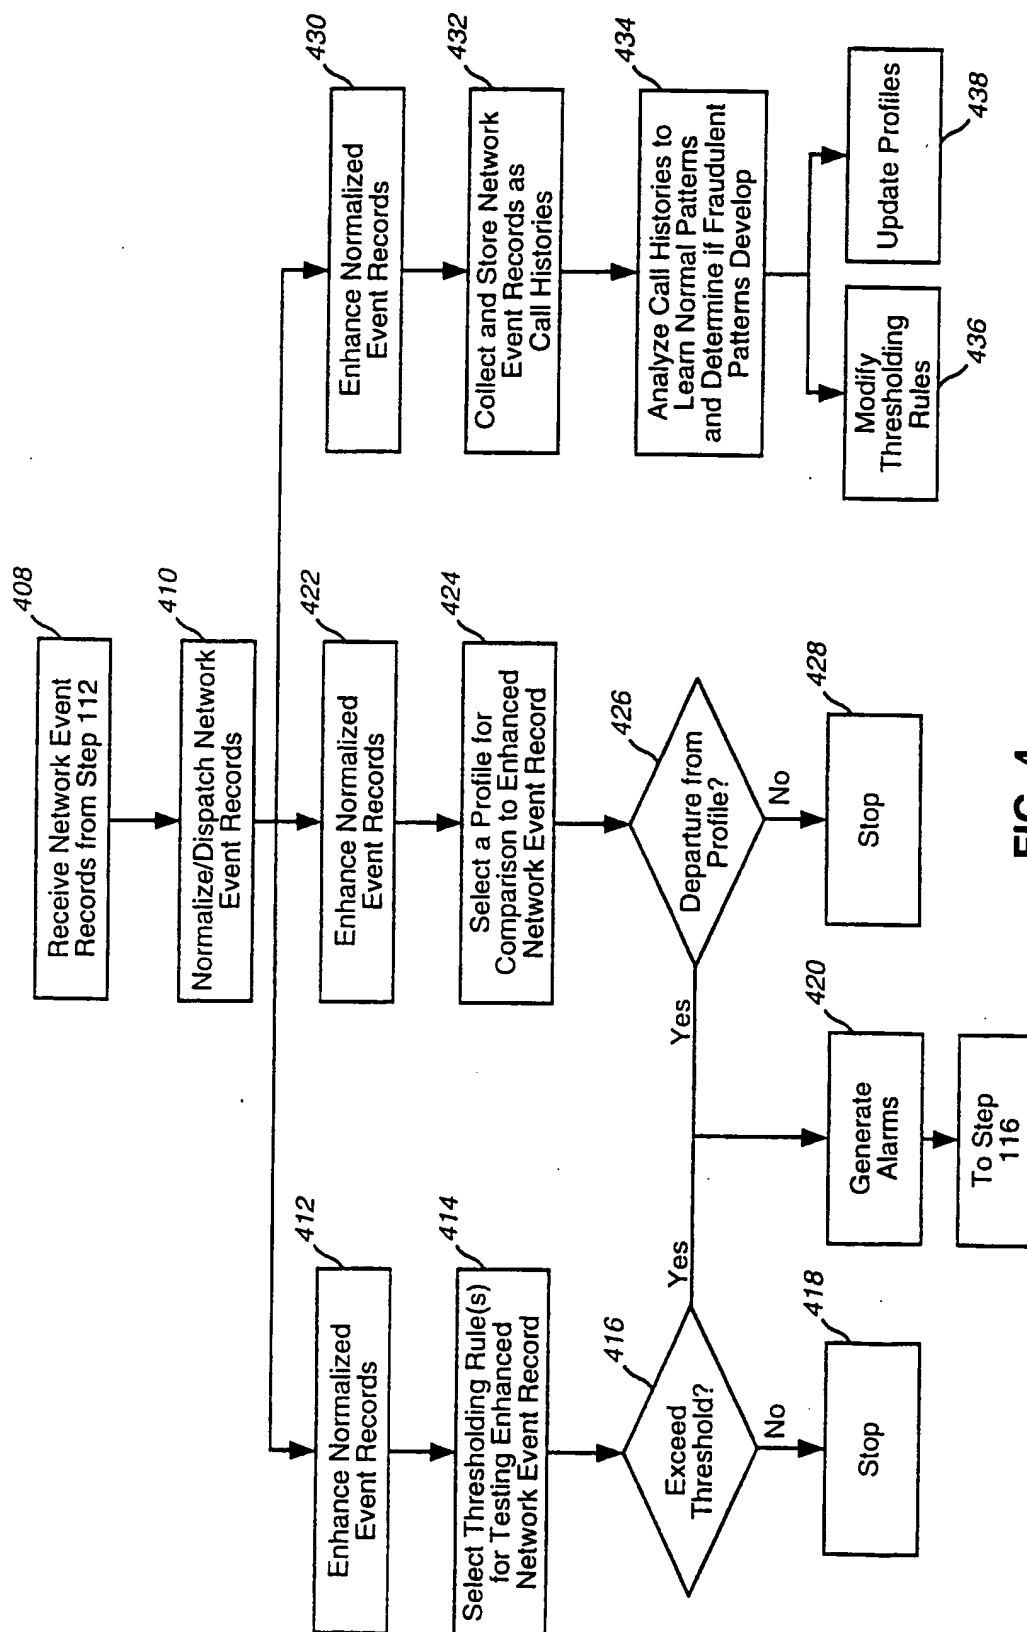 408
Receive Network Event
Records from Step 112
410
Normalize/Dispatch Network
Event Records
412
Enhance Normalized
Event Records
414
Select Thresholding Rule(s)
for Testing Enhanced
Network Event Record
416
Exceed
Threshold?
Yes
No
418
Stop
420
Generate
Alarms
To Step
116
422
Enhance Normalized
Event Records
424
Select a Profile for
Comparison to Enhanced
Network Event Record
426
Departure from
Profile?
Yes
No
428
Stop
430
Enhance Normalized
Event Records
432
Collect and Store Network
Event Records as
Call Histories
434
Analyze Call Histories to
Learn Normal Patterns
and Determine if Fraudulent
Patterns Develop
Modify
Thresholding
Rules
436
Update Profiles
438